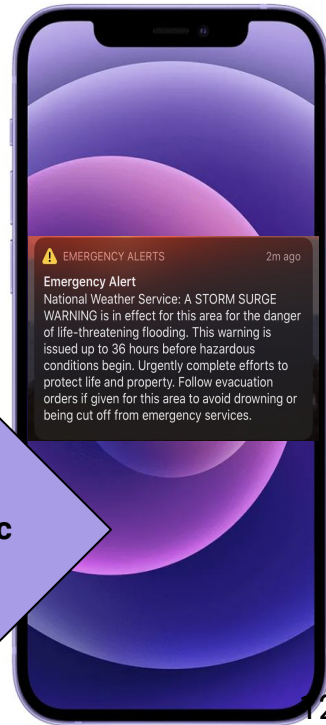 EMERGENCY ALERTS 2m ago
Emergency Alert
National Weather Service: A STORM SURGE
WARNING is in effect for this area for the danger
of life-threatening flooding. This warning is
issued up to 36 hours before hazardous
conditions begin. Urgently complete efforts to
protect life and property. Follow evacuation
orders if given for this area to avoid drowning or
being cut off from emergency services.
c
12